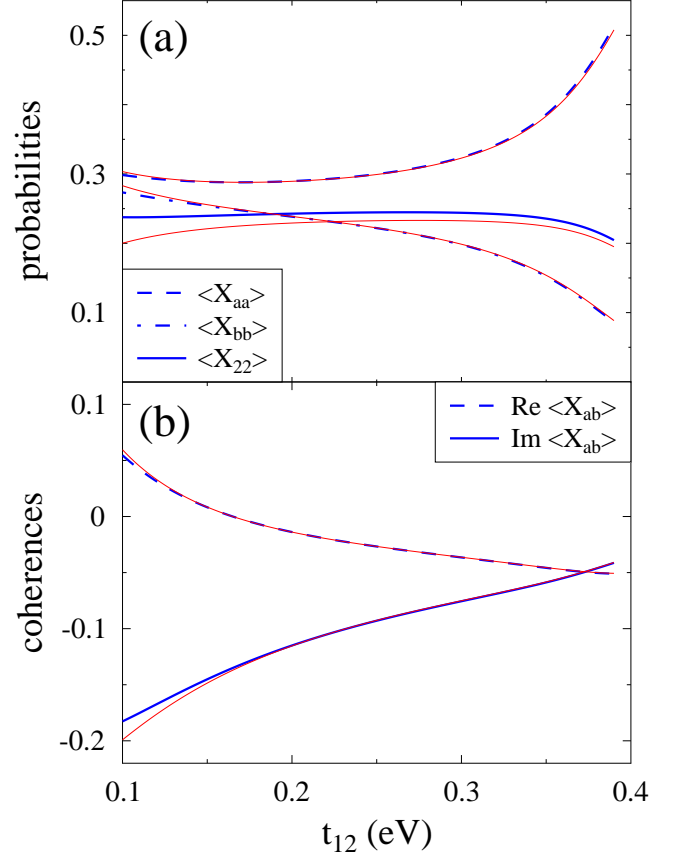 (a)
0.5
0.3
0.1
probabilities
<X_aa>
<X_bb>
<X_22>
(b)
Re <X_ab>
Im <X_ab>
0.1
0
-0.1
-0.2
coherences
0.1 0.2 0.3 0.4
t_12 (eV)